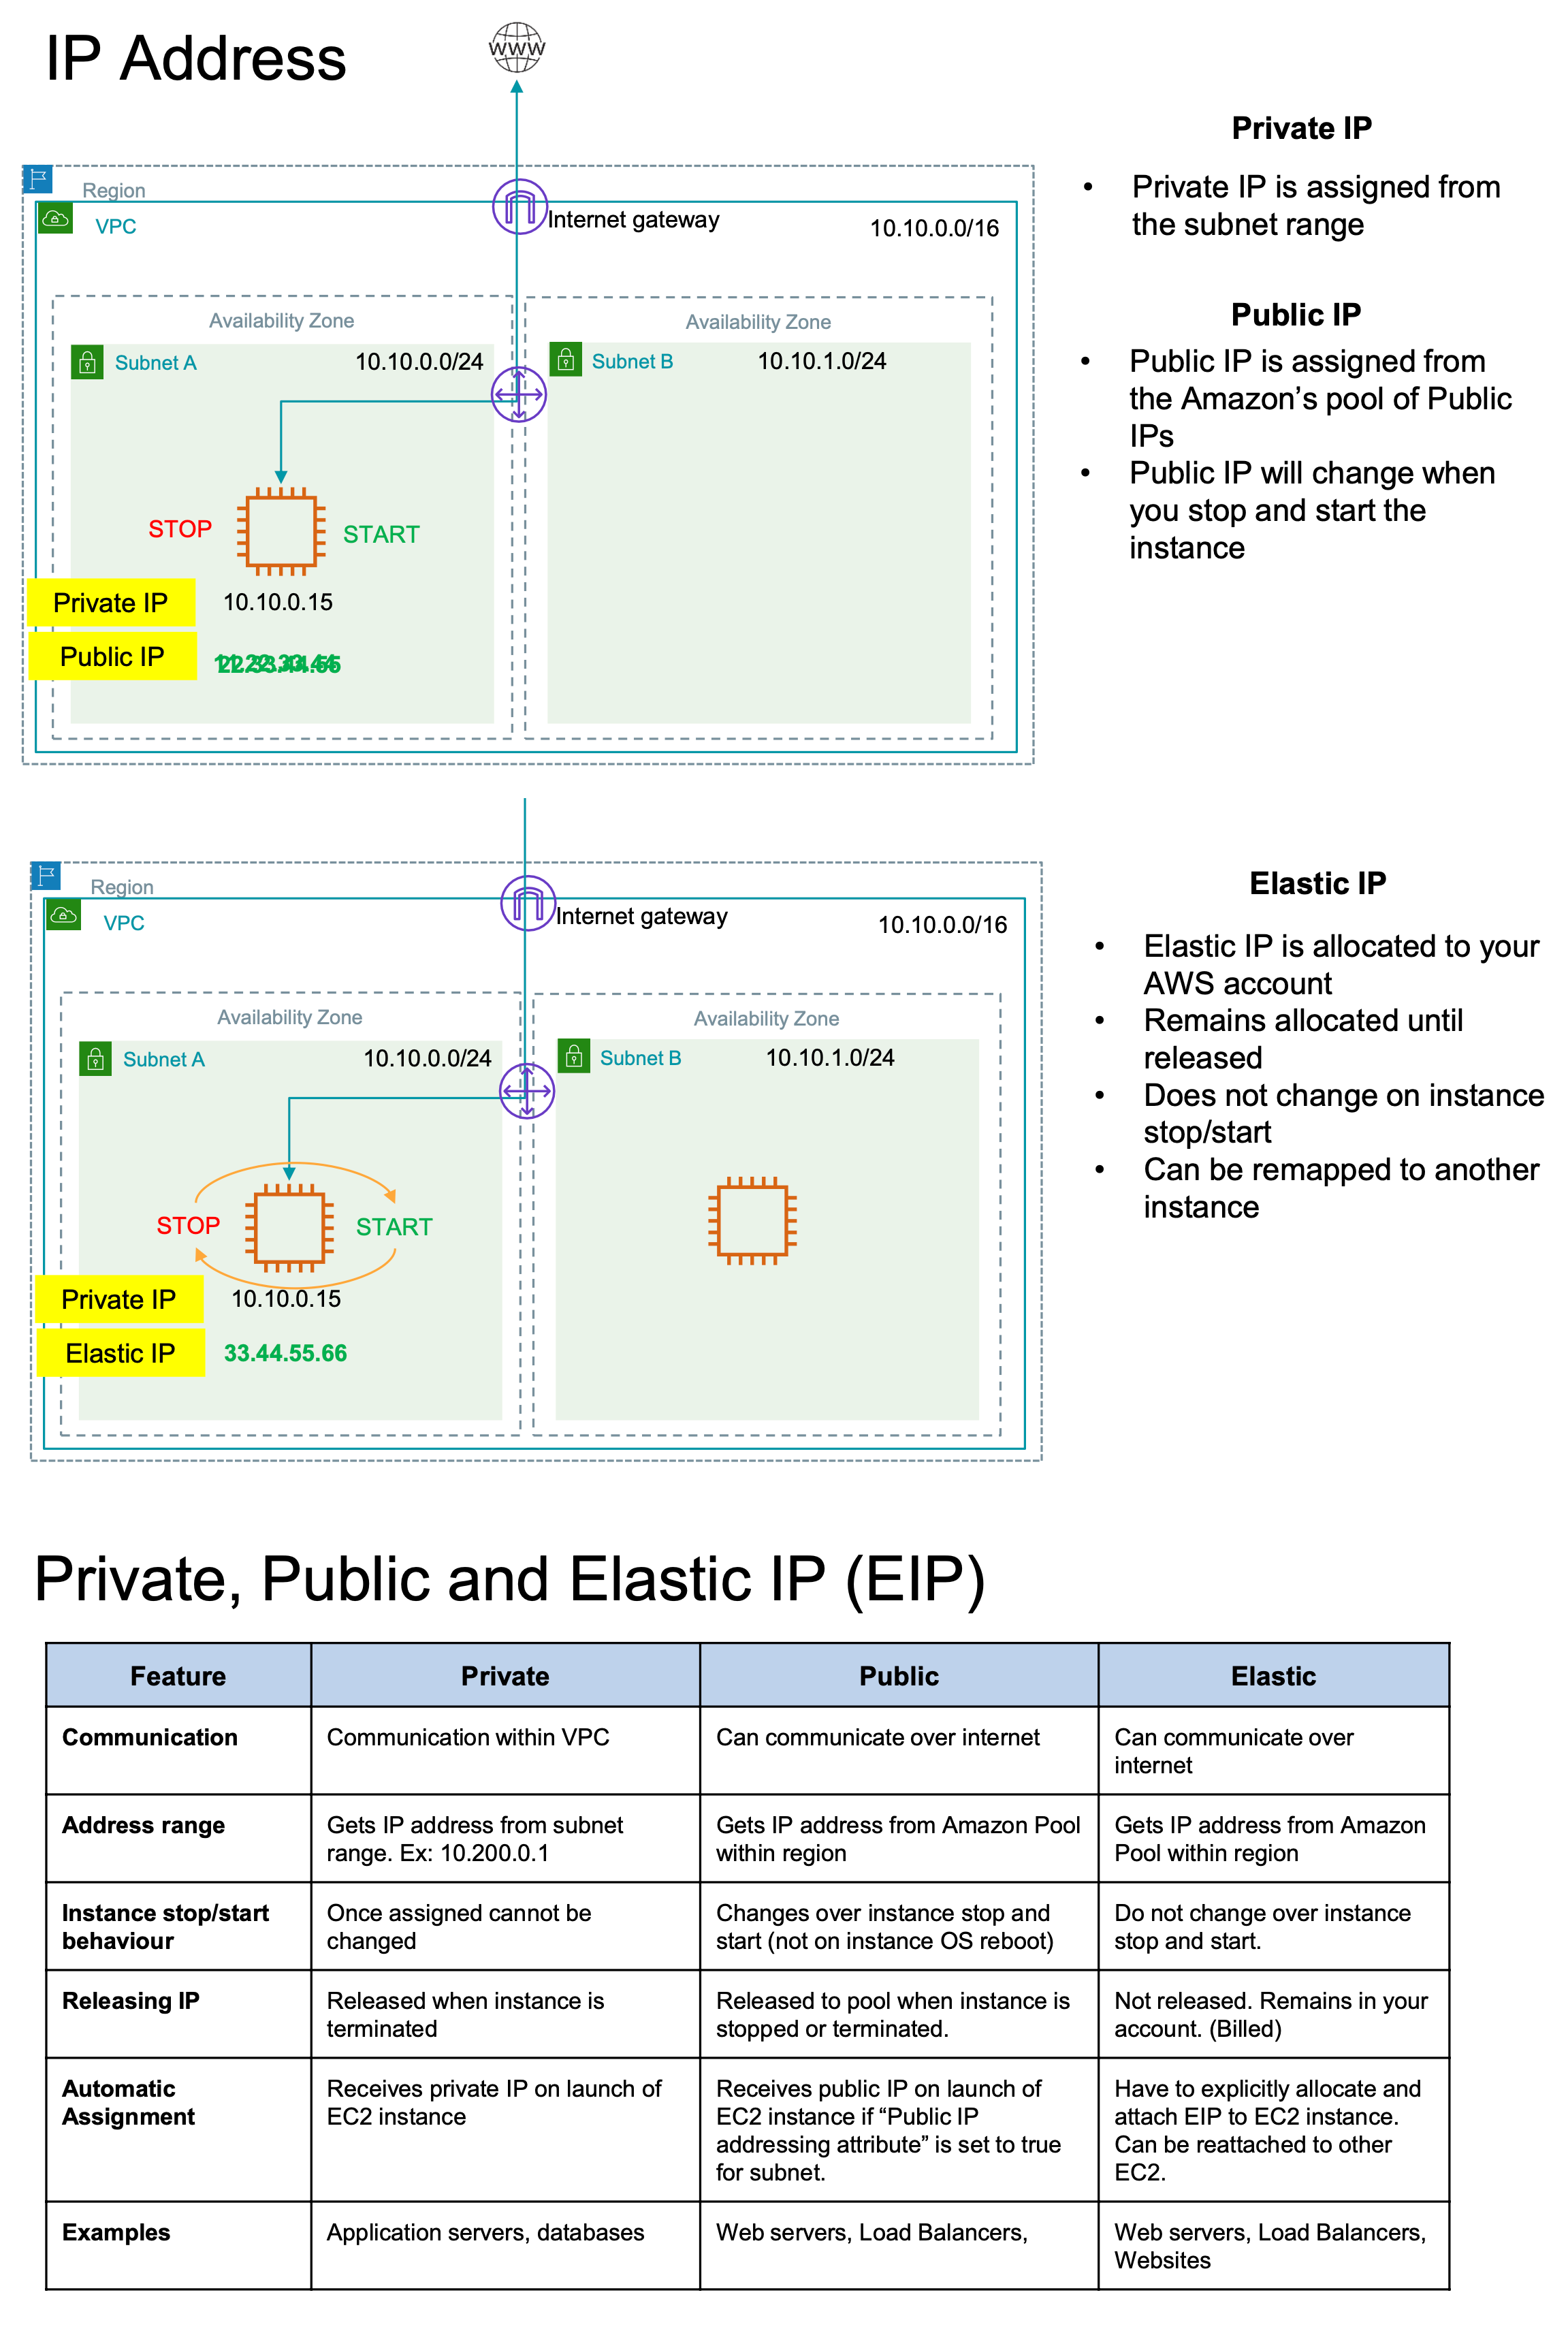 IP Address
WWW
Region
VPC
Internet gateway
10.10.0.0/16
Availability Zone
Subnet A
10.10.0.0/24
Availability Zone
Subnet B
10.10.1.0/24
STOP
START
Private IP
10.10.0.15
Public IP
Private IP
• Private IP is assigned from
the subnet range
Public IP
• Public IP is assigned from
the Amazon’s pool of Public
IPs
• Public IP will change when
you stop and start the
instance
Region
VPC
Internet gateway
10.10.0.0/16
Availability Zone
Subnet A
10.10.0.0/24
Availability Zone
Subnet B
10.10.1.0/24
STOP
START
Private IP
10.10.0.15
Elastic IP
33.44.55.66
Elastic IP
• Elastic IP is allocated to your
AWS account
• Remains allocated until
released
• Does not change on instance
stop/start
• Can be remapped to another
instance
Private, Public and Elastic IP (EIP)
Feature
Private
Public
Elastic
Communication
Communication within VPC
Can communicate over internet
Can communicate over
internet
Address range
Gets IP address from subnet
range. Ex: 10.200.0.1
Gets IP address from Amazon Pool
within region
Gets IP address from Amazon
Pool within region
Instance stop/start
behaviour
Once assigned cannot be
changed
Changes over instance stop and
start (not on instance OS reboot)
Do not change over instance
stop and start.
Releasing IP
Released when instance is
terminated
Released to pool when instance is
stopped or terminated.
Not released. Remains in your
account. (Billed)
Automatic
Assignment
Receives private IP on launch of
EC2 instance
Receives public IP on launch of
EC2 instance if “Public IP
addressing attribute” is set to true
for subnet.
Have to explicitly allocate and
attach EIP to EC2 instance.
Can be reattached to other
EC2.
Examples
Application servers, databases
Web servers, Load Balancers,
Web servers, Load Balancers,
Websites